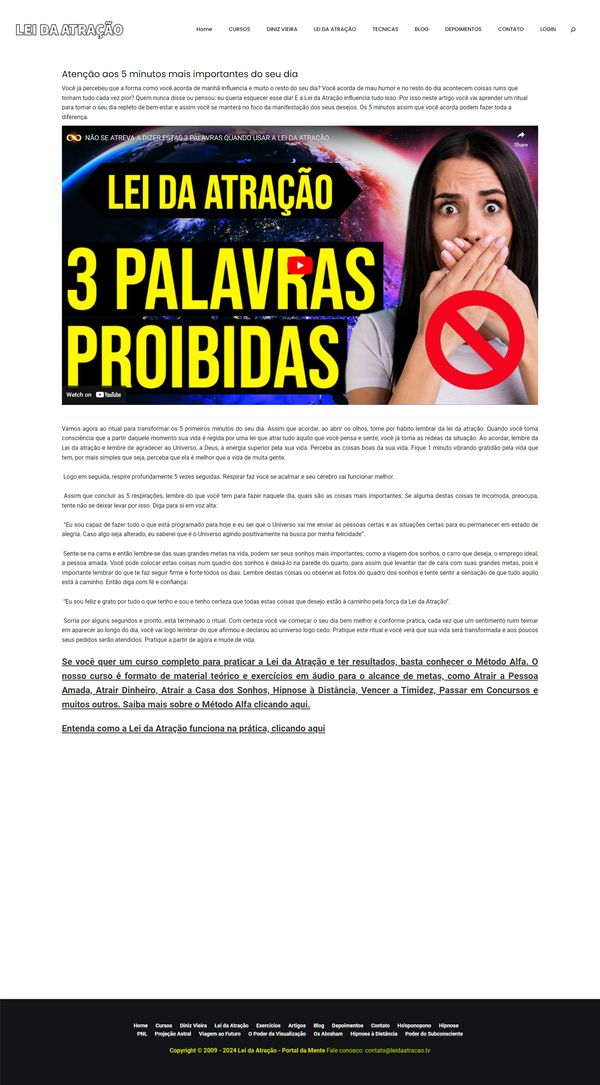 LEI DA ATRAÇÃO
Home CURSOS DINIZ VIEIRA LEI DA ATRAÇÃO TECNICAS BLOG DEPOIMENTOS CONTATO LOGIN
Atenção aos 5 minutos mais importantes do seu dia
Você já percebeu que a forma como você acorda de manhã influencia e muito o resto do seu dia? Você acorda de mau humor e no resto do dia acontecem coisas ruins que
tornam tudo cada vez pior? Quem nunca disse ou pensou: eu queria esquecer esse dia! E a Lei da Atração influencia tudo isso. Por isso neste artigo você vai aprender um ritual
para tornar o seu dia repleto de bem-estar e assim você se manterá no foco da manifestação dos seus desejos. Os 5 minutos assim que você acorda podem fazer toda a
diferença.
NÃO SE ATREVA A DIZER ESTAS 3 PALAVRAS QUANDO USAR A LEI DA ATRAÇÃO
Share
LEI DA ATRAÇÃO
3 PALAVRAS
PROIBIDAS
Watch on YouTube
Vamos agora ao ritual para transformar os 5 primeiros minutos do seu dia. Assim que acordar, ao abrir os olhos, torne por hábito lembrar da lei da atração. Quando você toma
consciência que a partir daquele momento sua vida é regida por uma lei que atrai tudo àquilo que você pensa e sente, você já toma as rédeas da situação. Ao acordar, lembre da
Lei da atração e lembre de agradecer ao Universo, a Deus, à energia superior pela sua vida. Perceba as coisas boas da sua vida. Fique 1 minuto vibrando gratidão pela vida que
tem, por mais simples que seja, perceba que ela é melhor que a vida de muita gente.
Logo em seguida, respire profundamente 5 vezes seguidas. Respirar faz você se acalmar e seu cérebro vai funcionar melhor.
Assim que concluir as 5 respirações, lembre do que você tem para fazer naquele dia, quais são as coisas mais importantes. Se alguma destas coisas te incomoda, preocupa,
tente não se deixar levar por isso. Diga para si em voz alta:
"Eu sou capaz de fazer tudo o que está programado para hoje e eu sei que o Universo vai me enviar as pessoas certas e as situações certas para eu permanecer em estado de
alegria. Caso algo seja alterado, eu saberei que é o Universo agindo positivamente na busca por minha felicidade".
Sente-se na cama e então lembre-se das suas grandes metas na vida, podem ser seus sonhos mais importantes, como a viagem dos sonhos, o carro que deseja, o emprego ideal,
a pessoa amada. Você pode colocar estas coisas num quadro dos sonhos e deixá-lo na parede do quarto, para assim que levantar dar de cara com suas grandes metas, pois é
importante lembrar do que te faz seguir firme e forte todos os dias. Lembre destas coisas ou observe as fotos do quadro dos sonhos e tente sentir a sensação de que tudo aquilo
está à caminho. Então diga com fé e confiança:
"Eu sou feliz e grato por tudo o que tenho e sou e tenho certeza que todas estas coisas que desejo estão à caminho pela força da Lei da Atração".
Sorria por alguns segundos e pronto, está terminado o ritual. Com certeza você vai começar o seu dia bem melhor e conforme pratica, cada vez que um sentimento ruim teimar
em aparecer ao longo do dia, você vai logo lembrar do que afirmou e declarou ao universo logo cedo. Pratique este ritual e você verá que sua vida será transformada e aos poucos
seus pedidos serão atendidos. Pratique a partir de agora e mude de vida.
Se você quer um curso completo para praticar a Lei da Atração e ter resultados, basta conhecer o Método Alfa. O
nosso curso é formato de material teórico e exercícios em áudio para o alcance de metas, como Atrair a Pessoa
Amada, Atrair Dinheiro, Atrair a Casa dos Sonhos, Hipnose à Distância, Vencer a Timidez, Passar em Concursos e
muitos outros. Saiba mais sobre o Método Alfa clicando aqui.
Entenda como a Lei da Atração funciona na prática, clicando aqui
Home Cursos Diniz Vieira Lei da Atração Exercícios Artigos Blog Depoimentos Contato Ho'oponopono Hipnose
PNL Projeção Astral Viagem ao Futuro O Poder da Visualização Os Abraham Hipnose à Distância Poder do Subconsciente
Copyright © 2009 - 2024 Lei da Atração - Portal da Mente Fale conosco: contato@leidaatracao.tv